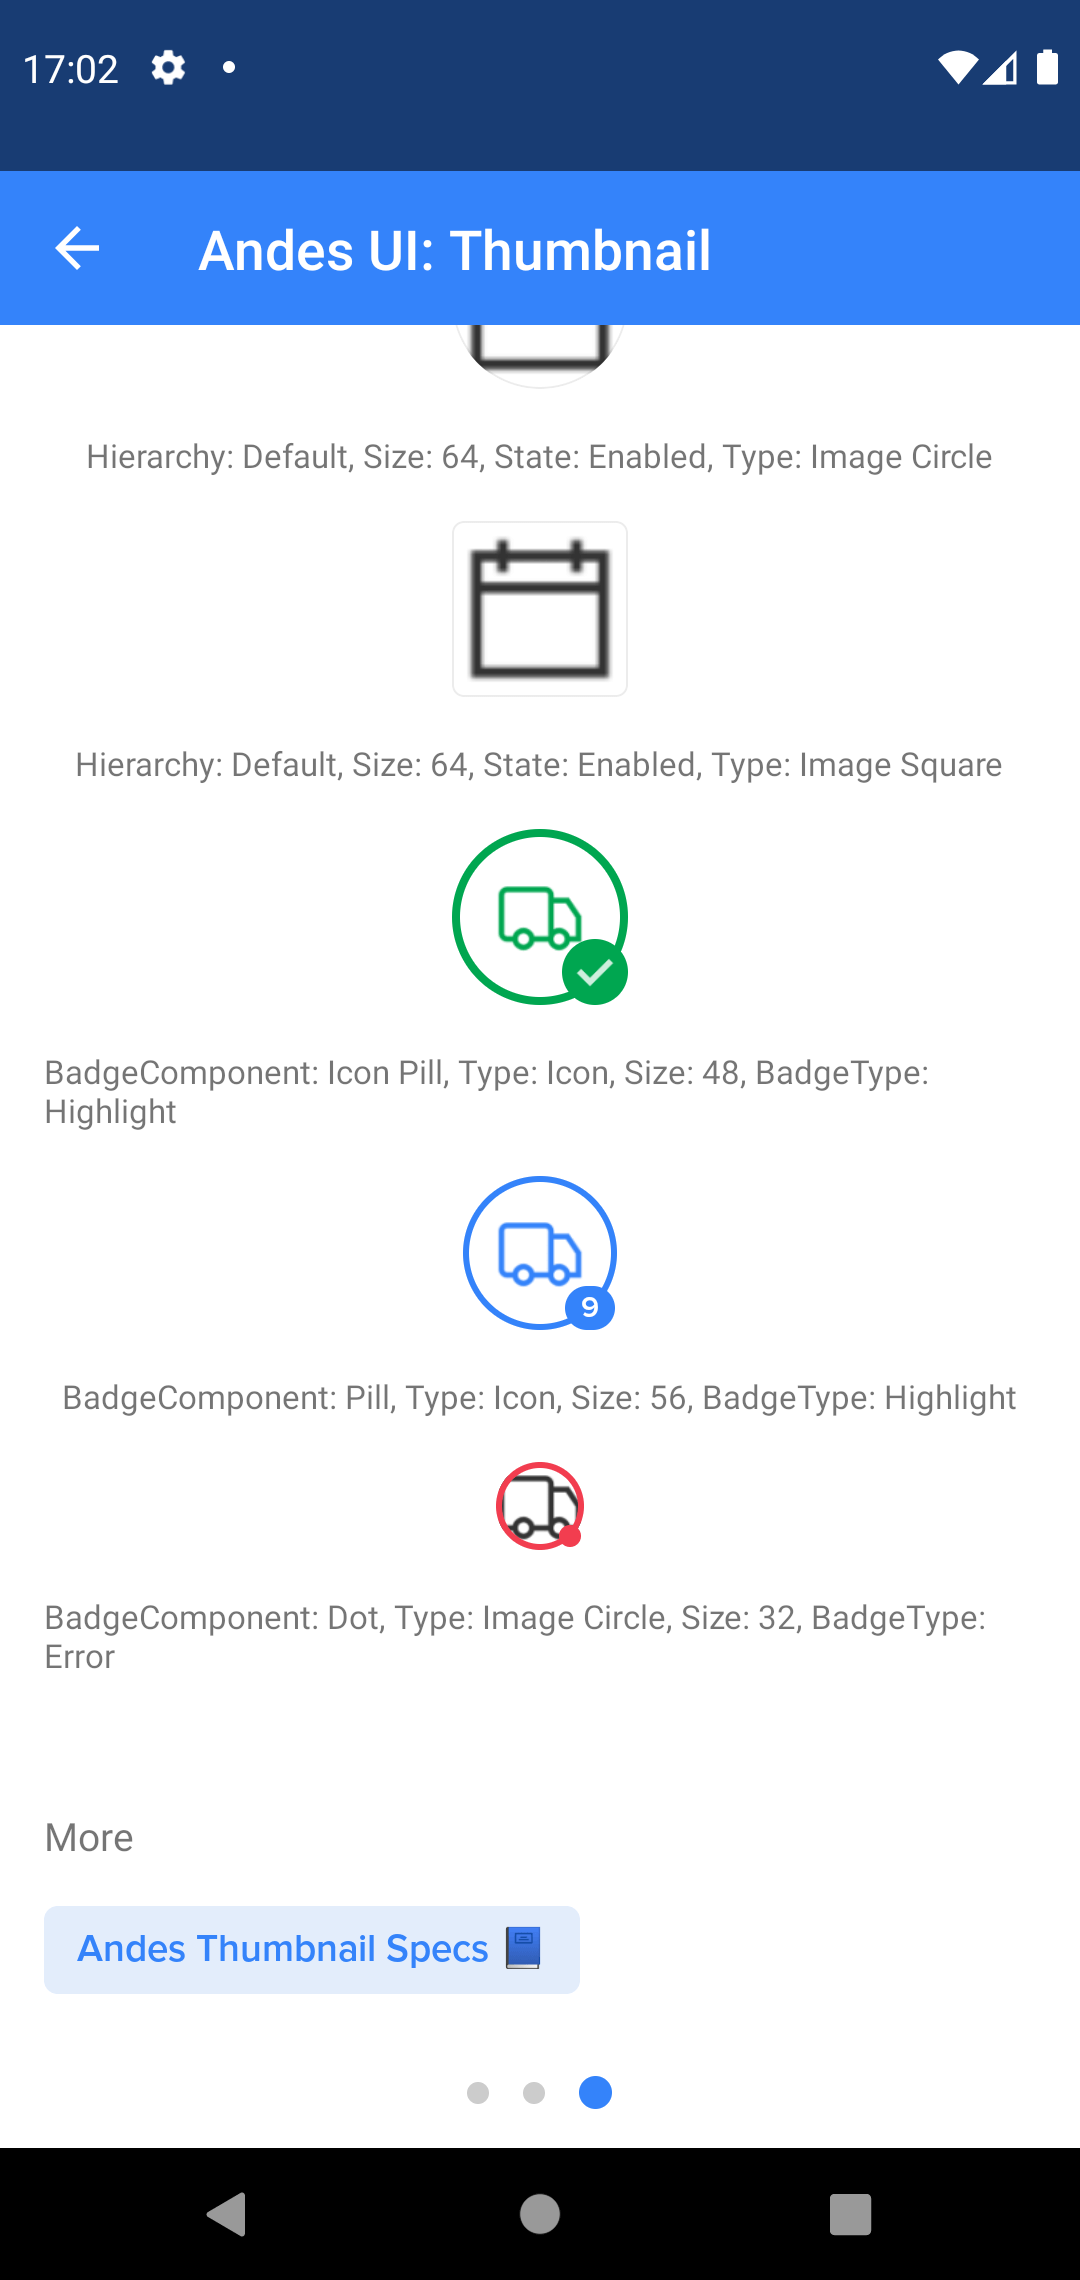 17:02
Andes UI: Thumbnail
Hierarchy: Default, Size: 64, State: Enabled, Type: Image Circle
Hierarchy: Default, Size: 64, State: Enabled, Type: Image Square
BadgeComponent: Icon Pill, Type: Icon, Size: 48, BadgeType:
Highlight
9
BadgeComponent: Pill, Type: Icon, Size: 56, BadgeType: Highlight
BadgeComponent: Dot, Type: Image Circle, Size: 32, BadgeType:
Error
More
Andes Thumbnail Specs 📘